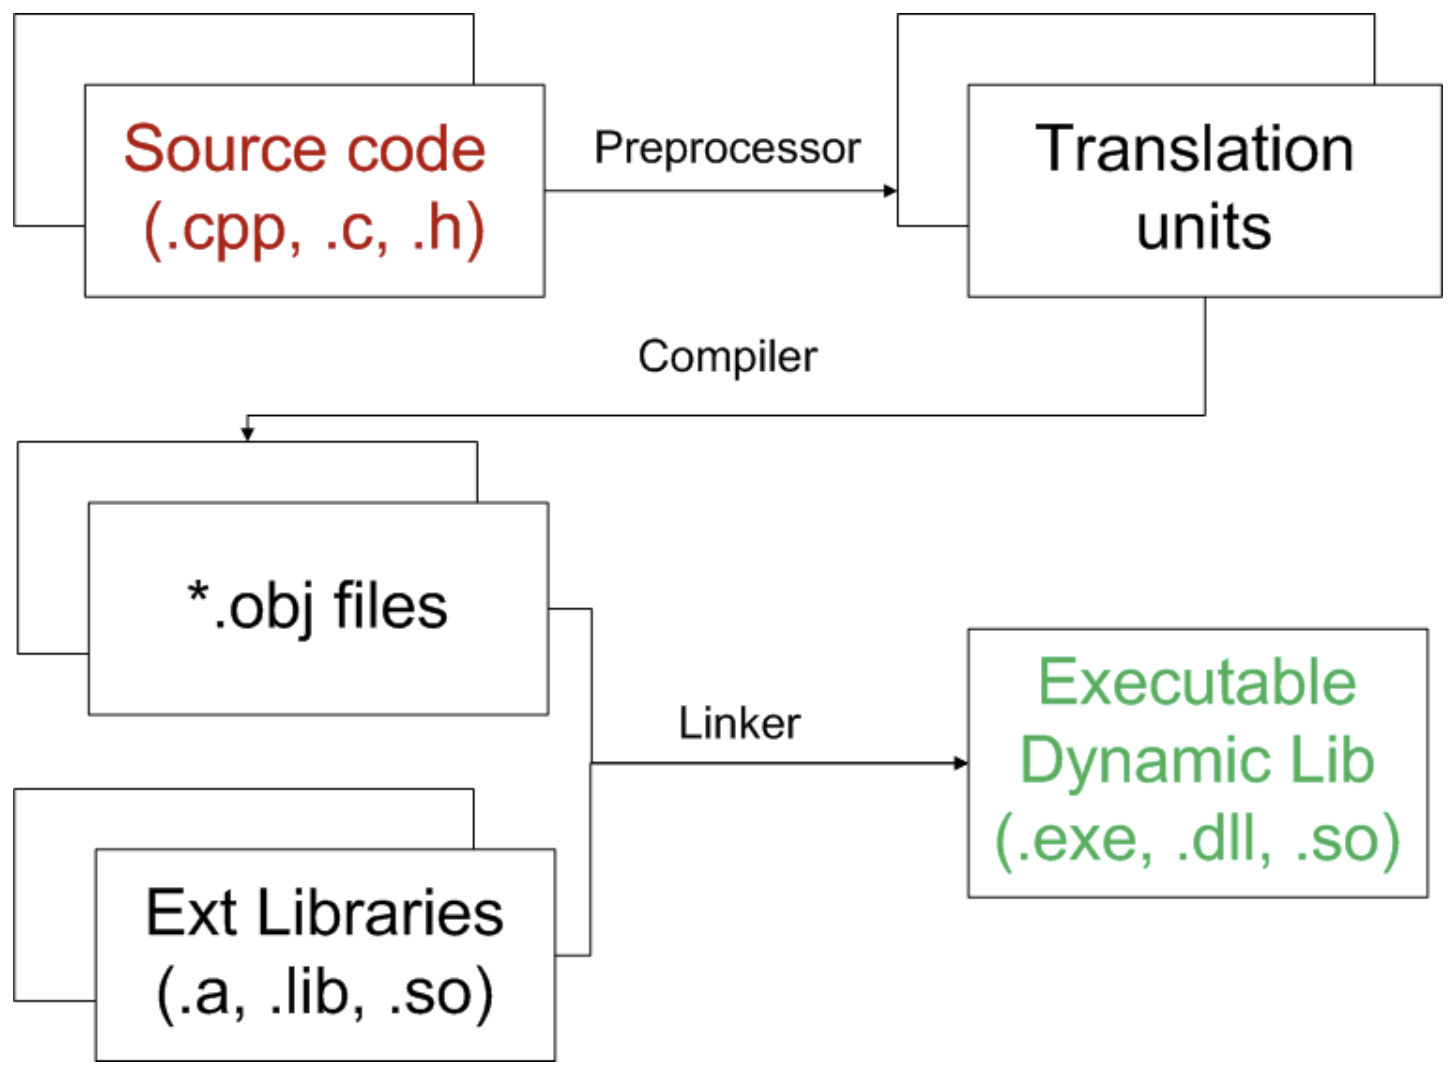 Source code
(.cpp, .c, .h)
Preprocessor
Translation
units
Compiler
*.obj files
Linker
Executable
Dynamic Lib
(.exe, .dll, .so)
Ext Libraries
(.a, .lib, .so)